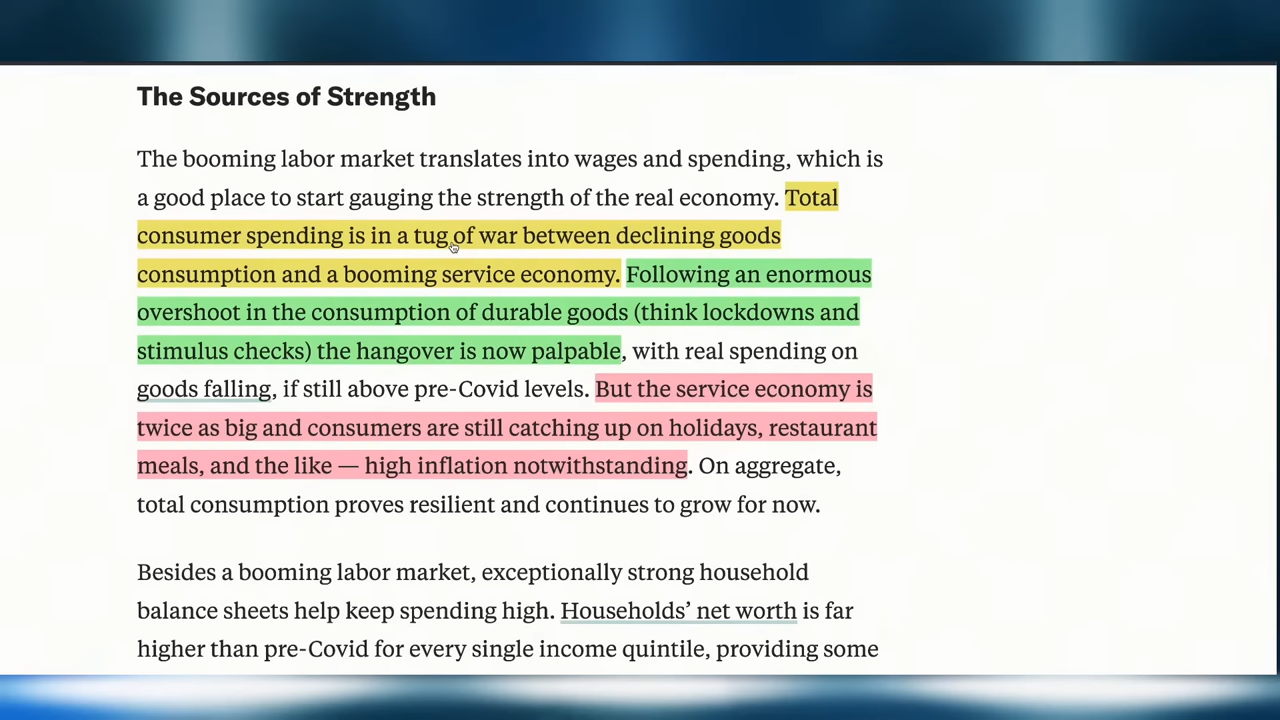 The Sources of Strength
The booming labor market translates into wages and spending, which is
a good place to start gauging the strength of the real economy. Total
consumer spending is in a tug of war between declining goods
consumption and a booming service economy. Following an enormous
overshoot in the consumption of durable goods (think lockdowns and
stimulus checks) the hangover is now palpable, with real spending on
goods falling, if still above pre-Covid levels. But the service economy is
twice as big and consumers are still catching up on holidays, restaurant
meals, and the like — high inflation notwithstanding. On aggregate,
total consumption proves resilient and continues to grow for now.
Besides a booming labor market, exceptionally strong household
balance sheets help keep spending high. Households’ net worth is far
higher than pre-Covid for every single income quintile, providing some